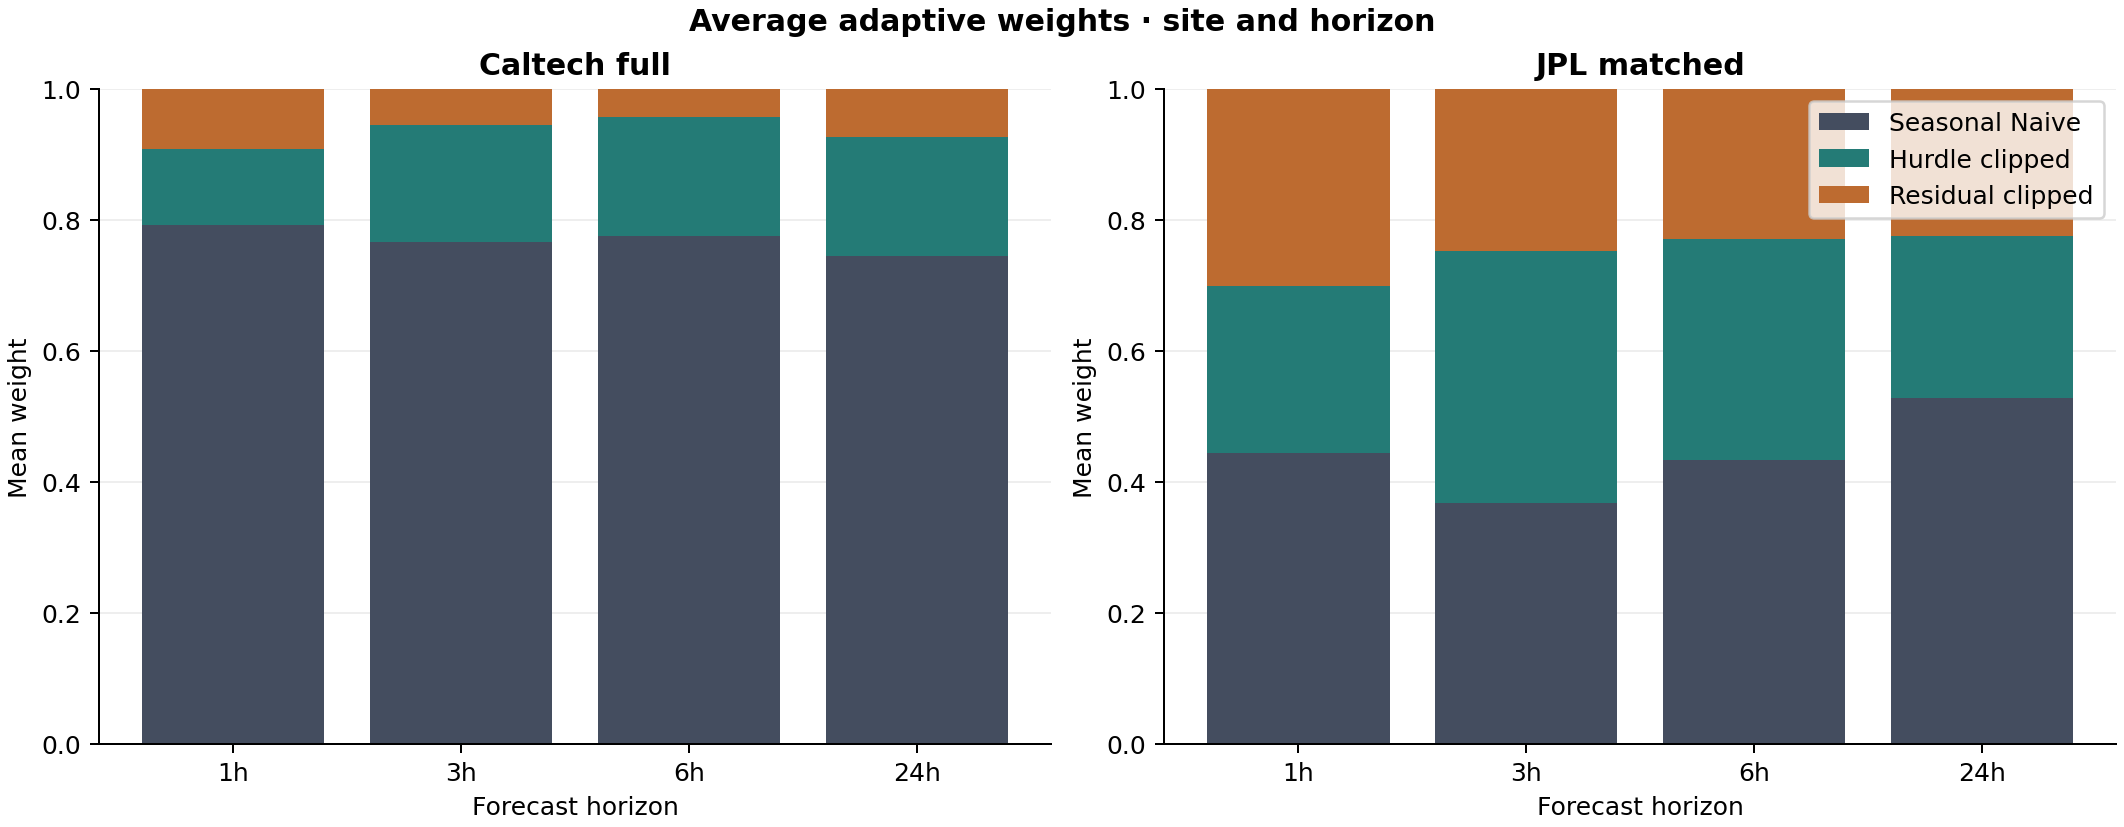 Average adaptive weights · site and horizon
Caltech full
1.0
0.8
0.6
0.4
0.2
0.0
Mean weight
1h 3h 6h 24h
Forecast horizon
JPL matched
1.0
0.8
0.6
0.4
0.2
0.0
Mean weight
Seasonal Naive
Hurdle clipped
Residual clipped
1h 3h 6h 24h
Forecast horizon